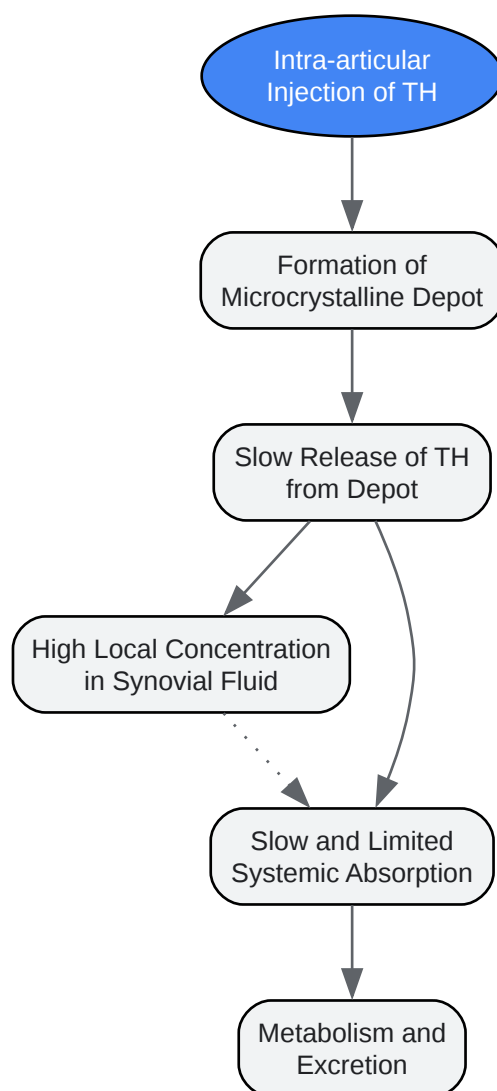 Intra-articular
Injection of TH
Formation of
Microcrystalline Depot
Slow Release of TH
from Depot
High Local Concentration
in Synovial Fluid
Slow and Limited
Systemic Absorption
Metabolism and
Excretion